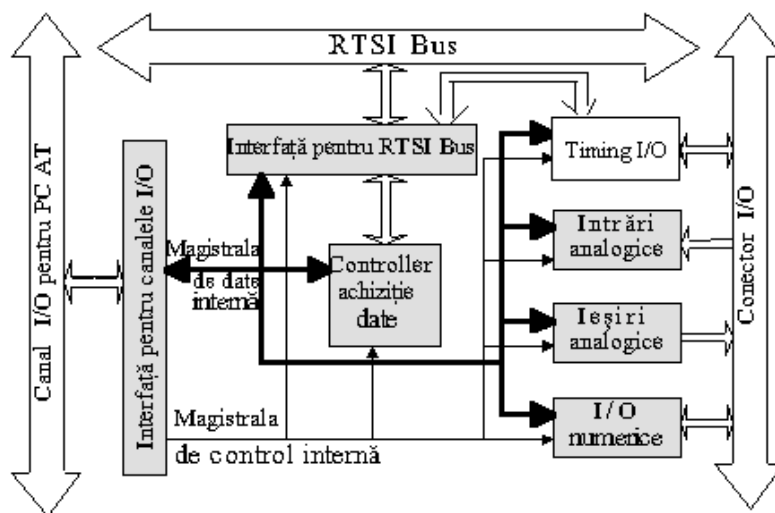 RTSI Bus
Canal I/O pentru PC AT
Interfață pentru canalele I/O
Interfață pentru RTSI Bus
Timing I/O
Intrări
analogice
Ieșiri
analogice
I/O
numerice
Conector I/O
Magistrala
de date
internă
Controller
achiziție
date
Magistrala
de control internă